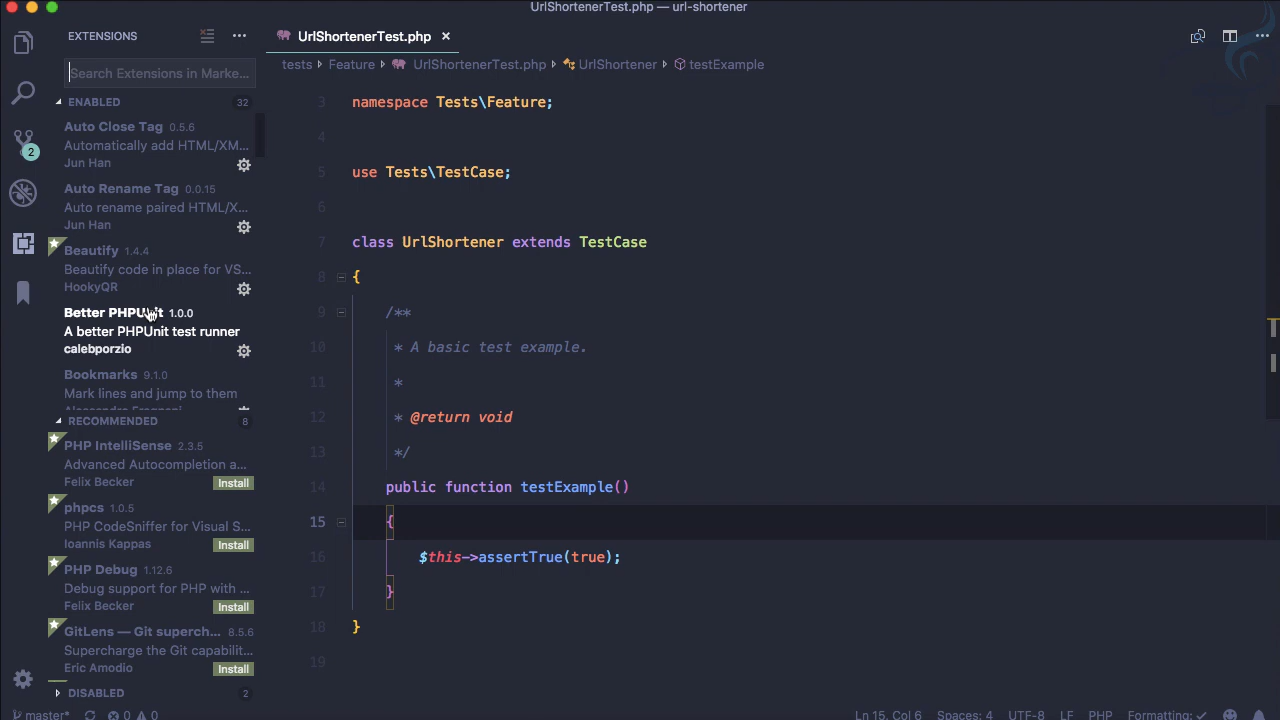 UrlShortenerTest.php — url-shortener
EXTENSIONS
Search Extensions in Marke...
ENABLED 32
Auto Close Tag 0.5.6
Automatically add HTML/XM...
Jun Han
Auto Rename Tag 0.0.15
Auto rename paired HTML/X...
Jun Han
Beautify 1.4.4
Beautify code in place for VS...
HookyQR
Better PHPUnit 1.0.0
A better PHPUnit test runner
calebporzio
Bookmarks 9.1.0
Mark lines and jump to them
RECOMMENDED 8
PHP IntelliSense 2.3.5
Advanced Autocompletion a...
Felix Becker Install
phpcs 1.0.5
PHP CodeSniffer for Visual S...
Ioannis Kappas Install
PHP Debug 1.12.6
Debug support for PHP with ...
Felix Becker Install
GitLens — Git superch... 8.5.6
Supercharge the Git capabilit...
Eric Amodio Install
DISABLED 2
2
UrlShortenerTest.php ×
tests › Feature › UrlShortenerTest.php › UrlShortener › testExample
3 namespace Tests\Feature;
4
5 use Tests\TestCase;
6
7 class UrlShortener extends TestCase
8 {
9 /**
10 * A basic test example.
11 *
12 * @return void
13 */
14 public function testExample()
15 {
16 $this->assertTrue(true);
17 }
18 }
19
master* 0 0 Ln 15, Col 6 Spaces: 4 UTF-8 LF PHP Formatting: ✓